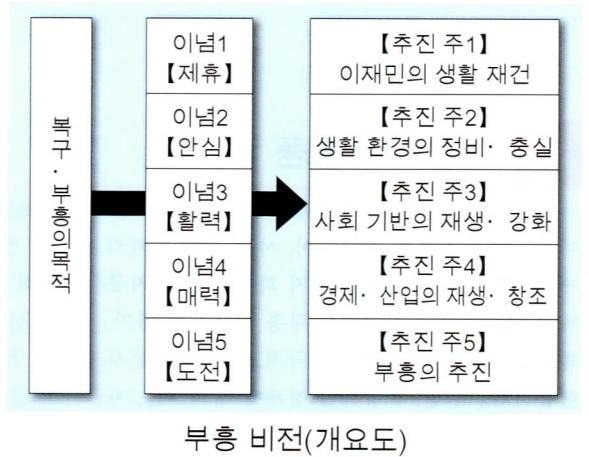 복구·부흥의목적
이념1
【제휴】
이념2
【안심】
이념3
【활력】
이념4
【매력】
이념5
【도전】
【추진 주1】
이재민의 생활 재건
【추진 주2】
생활 환경의 정비· 충실
【추진 주3】
사회 기반의 재생· 강화
【추진 주4】
경제· 산업의 재생· 창조
【추진 주5】
부흥의 추진
부흥 비전(개요도)